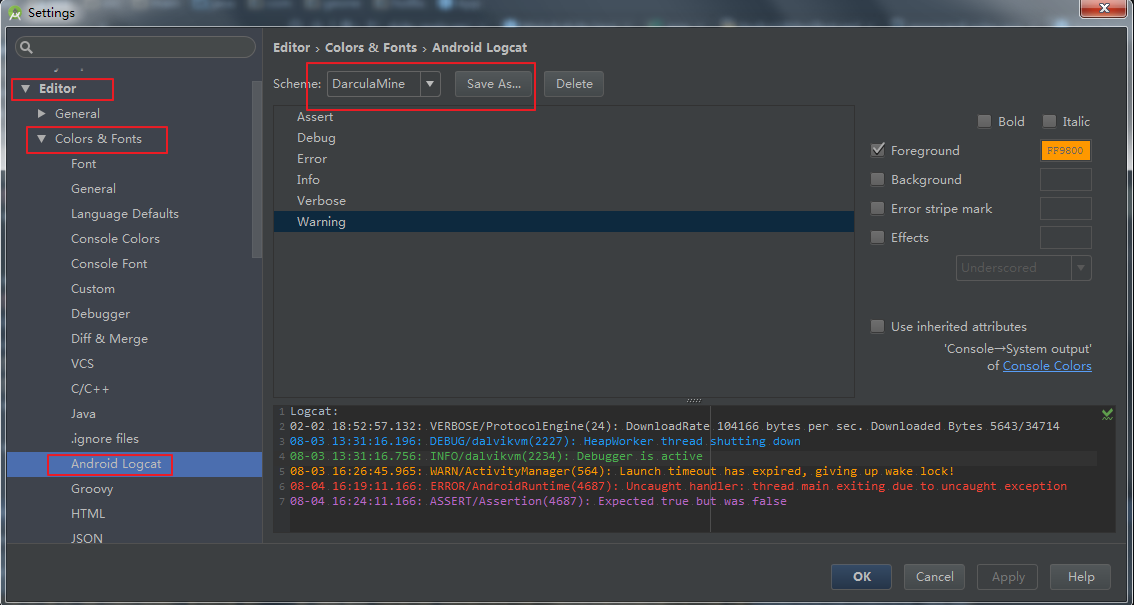 Settings
Editor
General
Colors & Fonts
Font
General
Language Defaults
Console Colors
Console Font
Custom
Debugger
Diff & Merge
VCS
C/C++
Java
.ignore files
Android Logcat
Groovy
HTML
JSON
Editor › Colors & Fonts › Android Logcat
Scheme: DarculaMine Save As... Delete
Assert
Debug
Error
Info
Verbose
Warning
Bold Italic
Foreground FF9800
Background
Error stripe mark
Effects
Underscored
Use inherited attributes
'Console→System output'
of Console Colors
1 Logcat:
2 02-02 18:52:57.132: VERBOSE/ProtocolEngine(24): DownloadRate 104166 bytes per sec. Downloaded Bytes 5643/34714
3 08-03 13:31:16.196: DEBUG/dalvikvm(2227): HeapWorker thread shutting down
4 08-03 13:31:16.756: INFO/dalvikvm(2234): Debugger is active
5 08-03 16:26:45.965: WARN/ActivityManager(564): Launch timeout has expired, giving up wake lock!
6 08-04 16:19:11.166: ERROR/AndroidRuntime(4687): Uncaught handler: thread main exiting due to uncaught exception
7 08-04 16:24:11.166: ASSERT/Assertion(4687): Expected true but was false
OK Cancel Apply Help